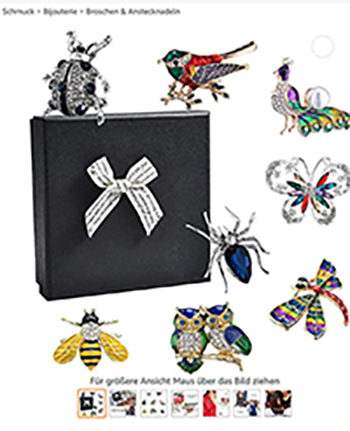 Schmuck › Bijouterie › Broschen & Anstecknadeln
Für größere Ansicht Maus über das Bild ziehen